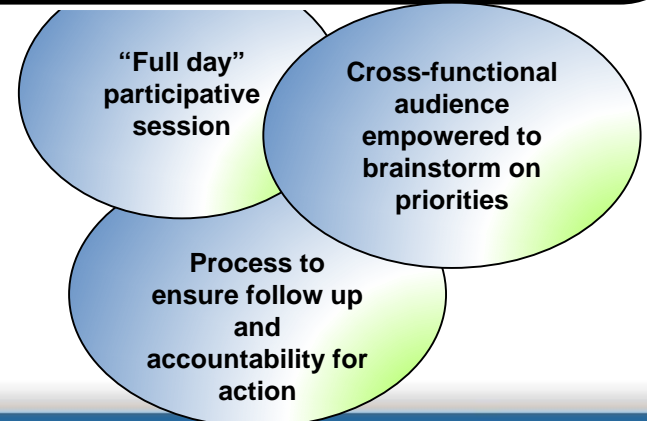 “Full day”
participative
session
Cross-functional
audience
empowered to
brainstorm on
priorities
Process to
ensure follow up
and
accountability for
action